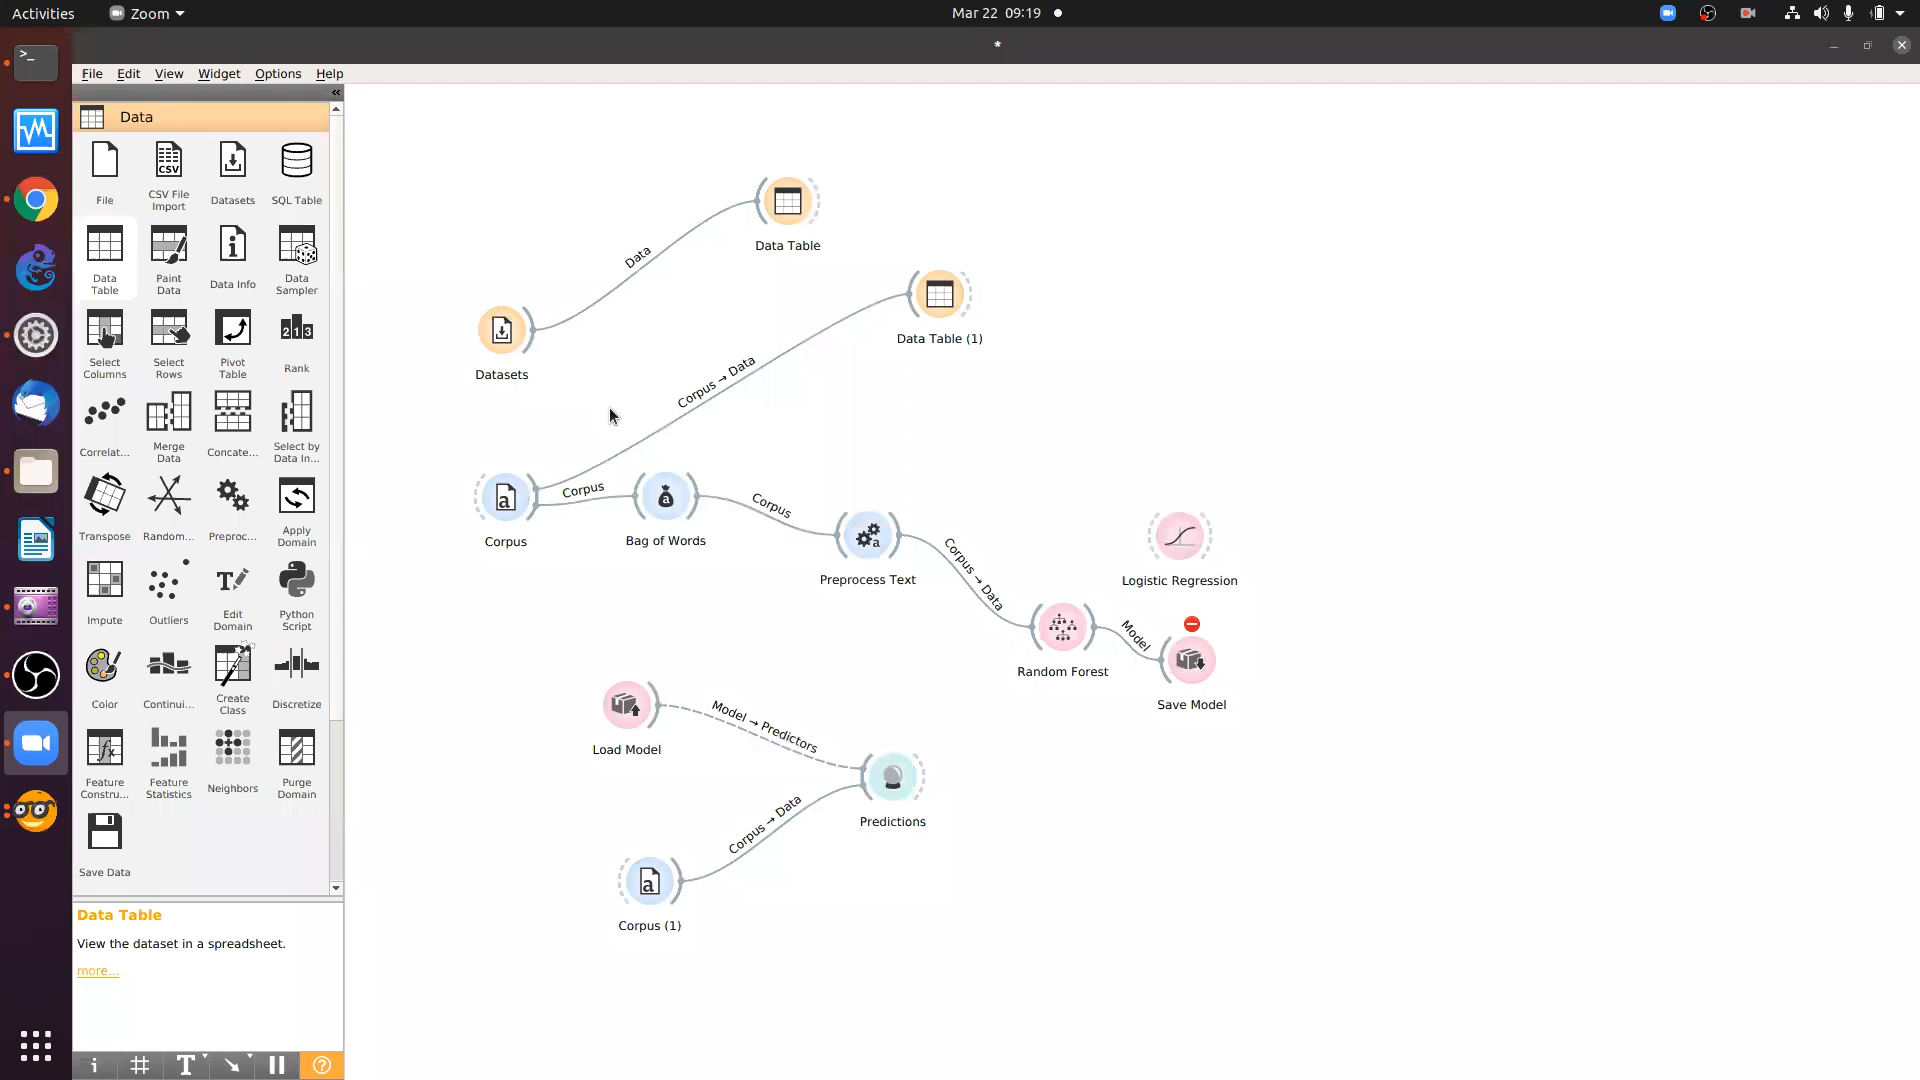 Activities
Zoom
Mar 22 09:19
*
File Edit View Widget Options Help
Data
File
CSV File
Import
CSV
Datasets
SQL Table
Data
Table
Paint
Data
Data Info
Data
Sampler
Select
Columns
Select
Rows
Pivot
Table
Rank
Correlat...
Merge
Data
Concate...
Select by
Data In...
Transpose
Random...
Preproc...
Apply
Domain
Impute
Outliers
Edit
Domain
Python
Script
Color
Continui...
Create
Class
Discretize
Feature
Constru...
Feature
Statistics
Neighbors
Purge
Domain
Save Data
Data Table
View the dataset in a spreadsheet.
more...
Data Table
Data
Datasets
Data Table (1)
Corpus → Data
Corpus
Corpus
Bag of Words
Corpus
Preprocess Text
Corpus → Data
Logistic Regression
Random Forest
Model
Save Model
Load Model
Model → Predictors
Predictions
Corpus → Data
Corpus (1)